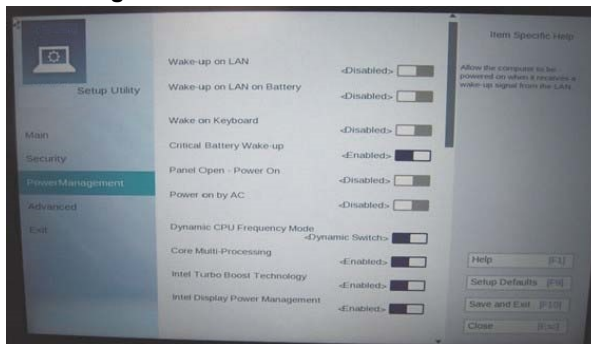 Setup Utility
Main
Security
PowerManagement
Advanced
Exit
Wake-up on LAN
<Disabled>
Wake-up on LAN on Battery
<Disabled>
Wake on Keyboard
<Disabled>
Critical Battery Wake-up
<Enabled>
Panel Open - Power On
<Disabled>
Power on by AC
<Disabled>
Dynamic CPU Frequency Mode
<Dynamic Switch>
Core Multi-Processing
<Enabled>
Intel Turbo Boost Technology
<Enabled>
Intel Display Power Management
<Enabled>
Item Specific Help
Allow the computer to be
powered on when it receives a
wake-up signal from the LAN.
Help [F1]
Setup Defaults [F9]
Save and Exit [F10]
Close [Esc]